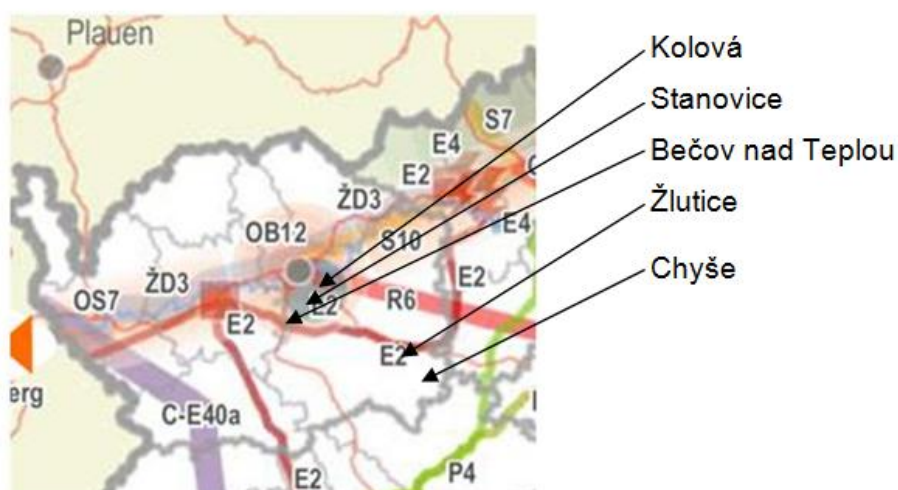 Plauen
Kolová
Stanovice
Bečov nad Teplou
Žlutice
Chyše
S7
E4
E2
ŽD3
OB12
S10
E4
ŽD3
OS7
E2
E2
E2
R6
E2
erg
C-E40a
E2
P4